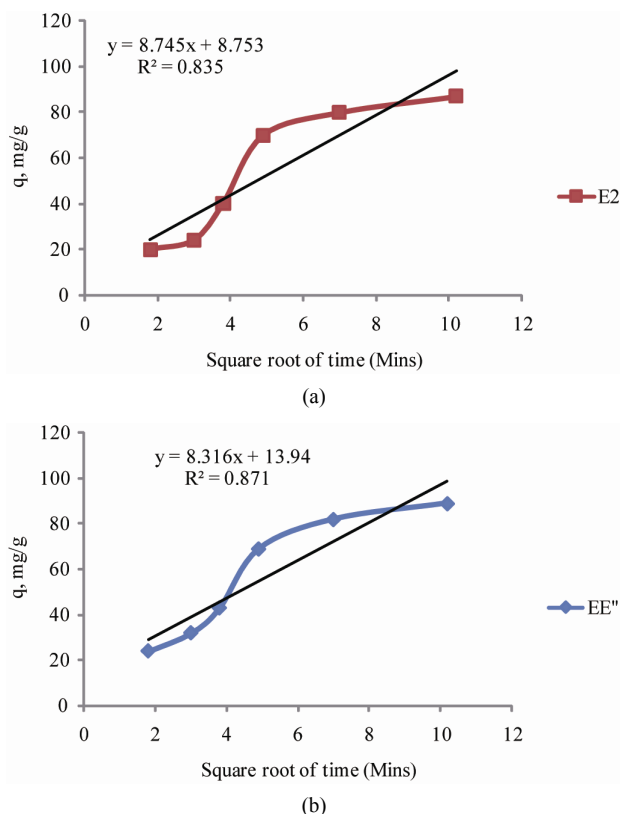 120
y = 8.745x + 8.753
R² = 0.835
100
80
60
40
20
0
q, mg/g
E2
0 2 4 6 8 10 12
Square root of time (Mins)
(a)
120
y = 8.316x + 13.94
R² = 0.871
100
80
60
40
20
0
q, mg/g
EE"
0 2 4 6 8 10 12
Square root of time (Mins)
(b)